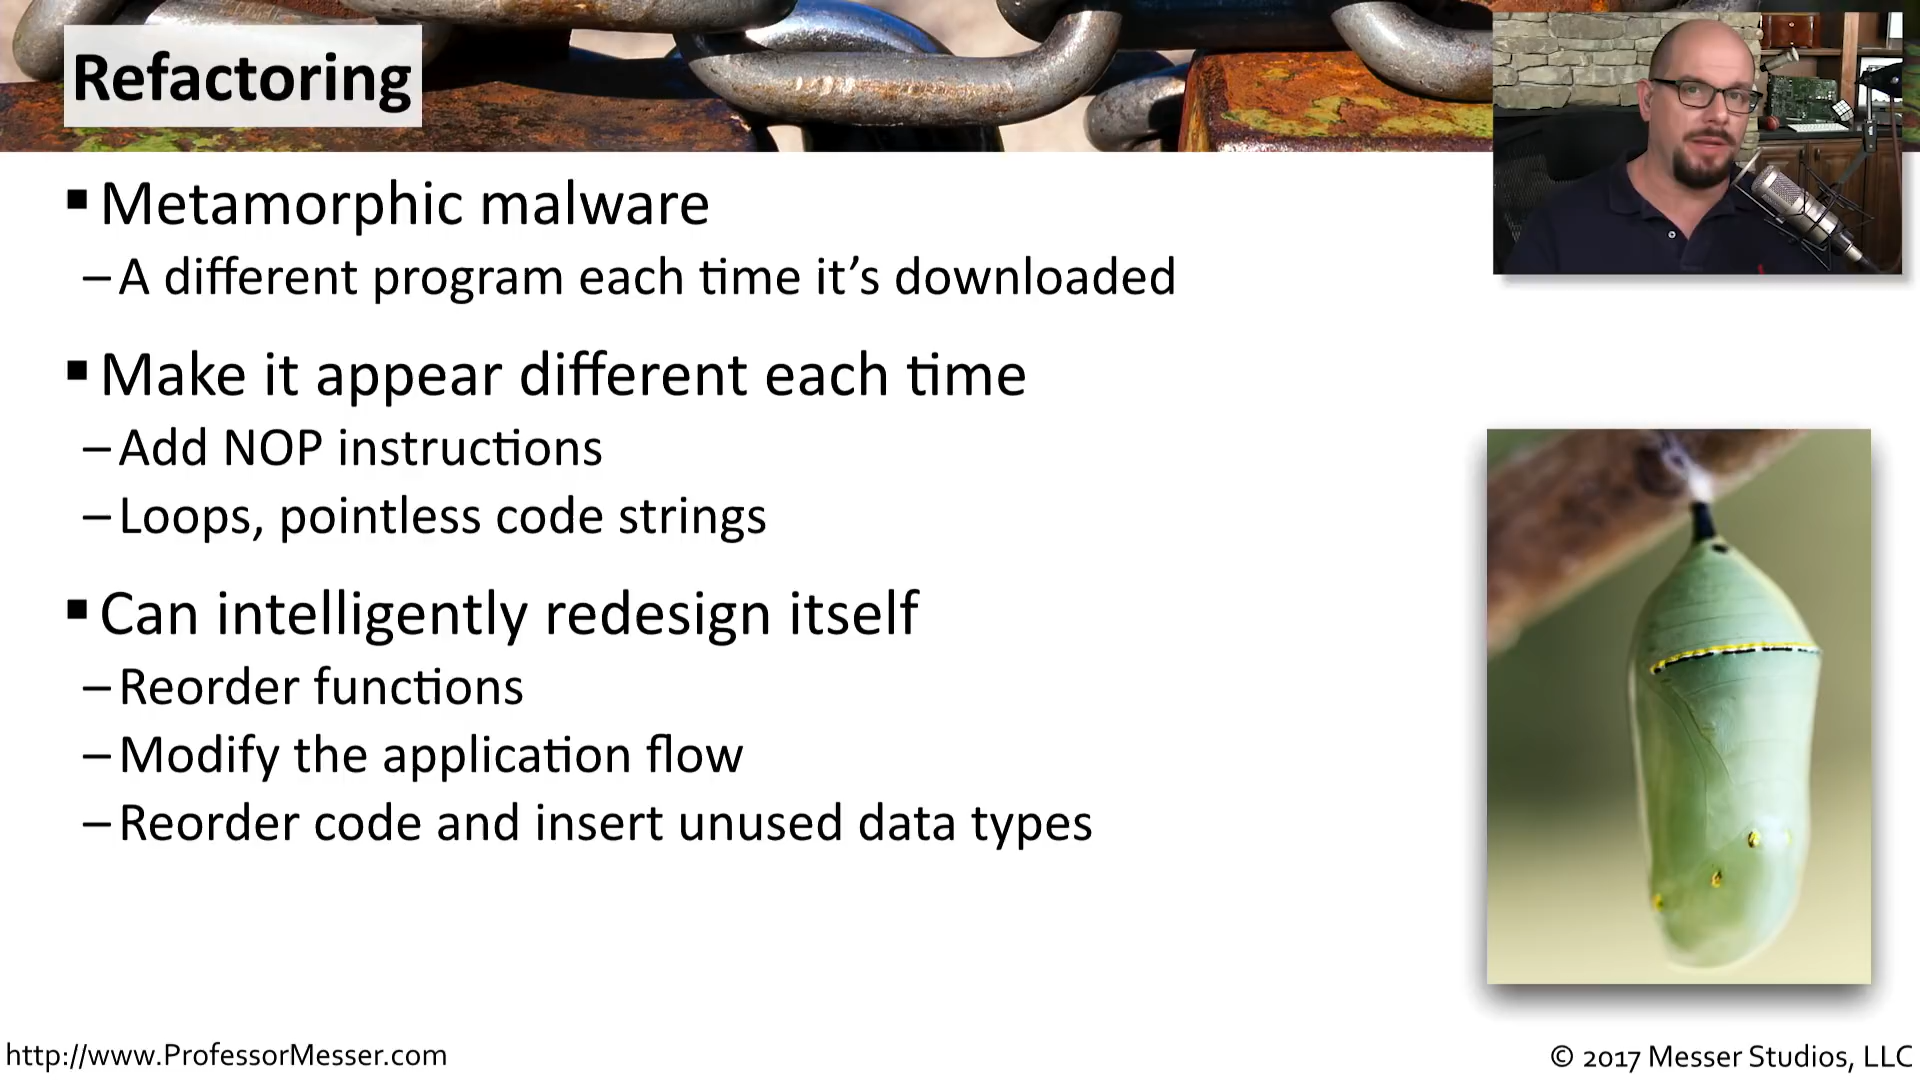 Refactoring
▪ Metamorphic malware
– A different program each time it’s downloaded
▪ Make it appear different each time
– Add NOP instructions
– Loops, pointless code strings
▪ Can intelligently redesign itself
– Reorder functions
– Modify the application flow
– Reorder code and insert unused data types
http://www.ProfessorMesser.com
© 2017 Messer Studios, LLC